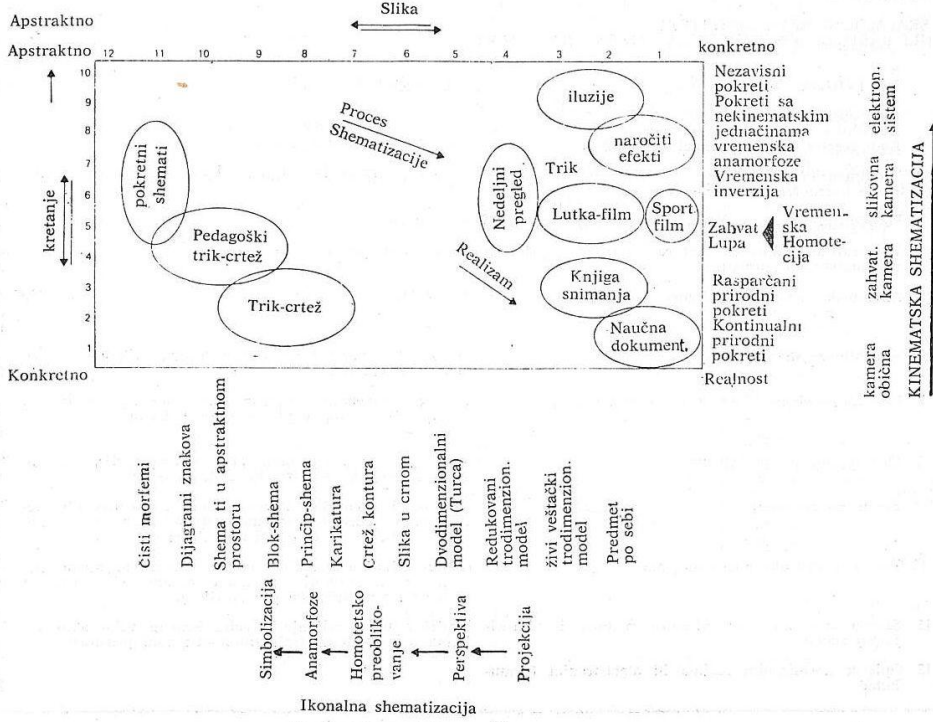 Slika
Apstraktno
Apstraktno 12 11 10 9 8 7 6 5 4 3 2 1 konkretno
10
9
8
7
6
5
4
3
2
1
kretanje
Konkretno
Realnost
pokretni
shemati
Pedagoški
trik-crtež
Trik-crtež
Proces
Shematizacije
Realizam
Nedeljni
pregled
iluzije
naročiti
efekti
Trik
Lutka-film
Sport
film
Knjiga
snimanja
Naučna
dokument.
Nezavisni
pokreti
Pokreti sa
nekinematskim
jednačinama
vremenska
anamorfoze
Vremenska
inverzija
Zahvat
Lupa
Vremen-
ska
Homote-
cija
Rasparčani
prirodni
pokreti
Kontinualni
prirodni
pokreti
elektron.
sistem
slikovna
kamera
zahvat.
kamera
kamera
obična
KINEMATSKA SHEMATIZACIJA
Čisti morfemi
Dijagrami znakova
Shema ti u apstraktnom
prostoru
Blok-shema
Princip-shema
Karikatura
Crtež kontura
Slika u crnom
Dvodimenzionalni
model (Turca)
Redukovani
trodimenzion.
model
živi veštački
trodimenzion.
model
Predmet
po sebi
Simbolizacija
Anamorfoze
Homotetsko
preobliko-
vanje
Perspektiva
Projekcija
Ikonalna shematizacija